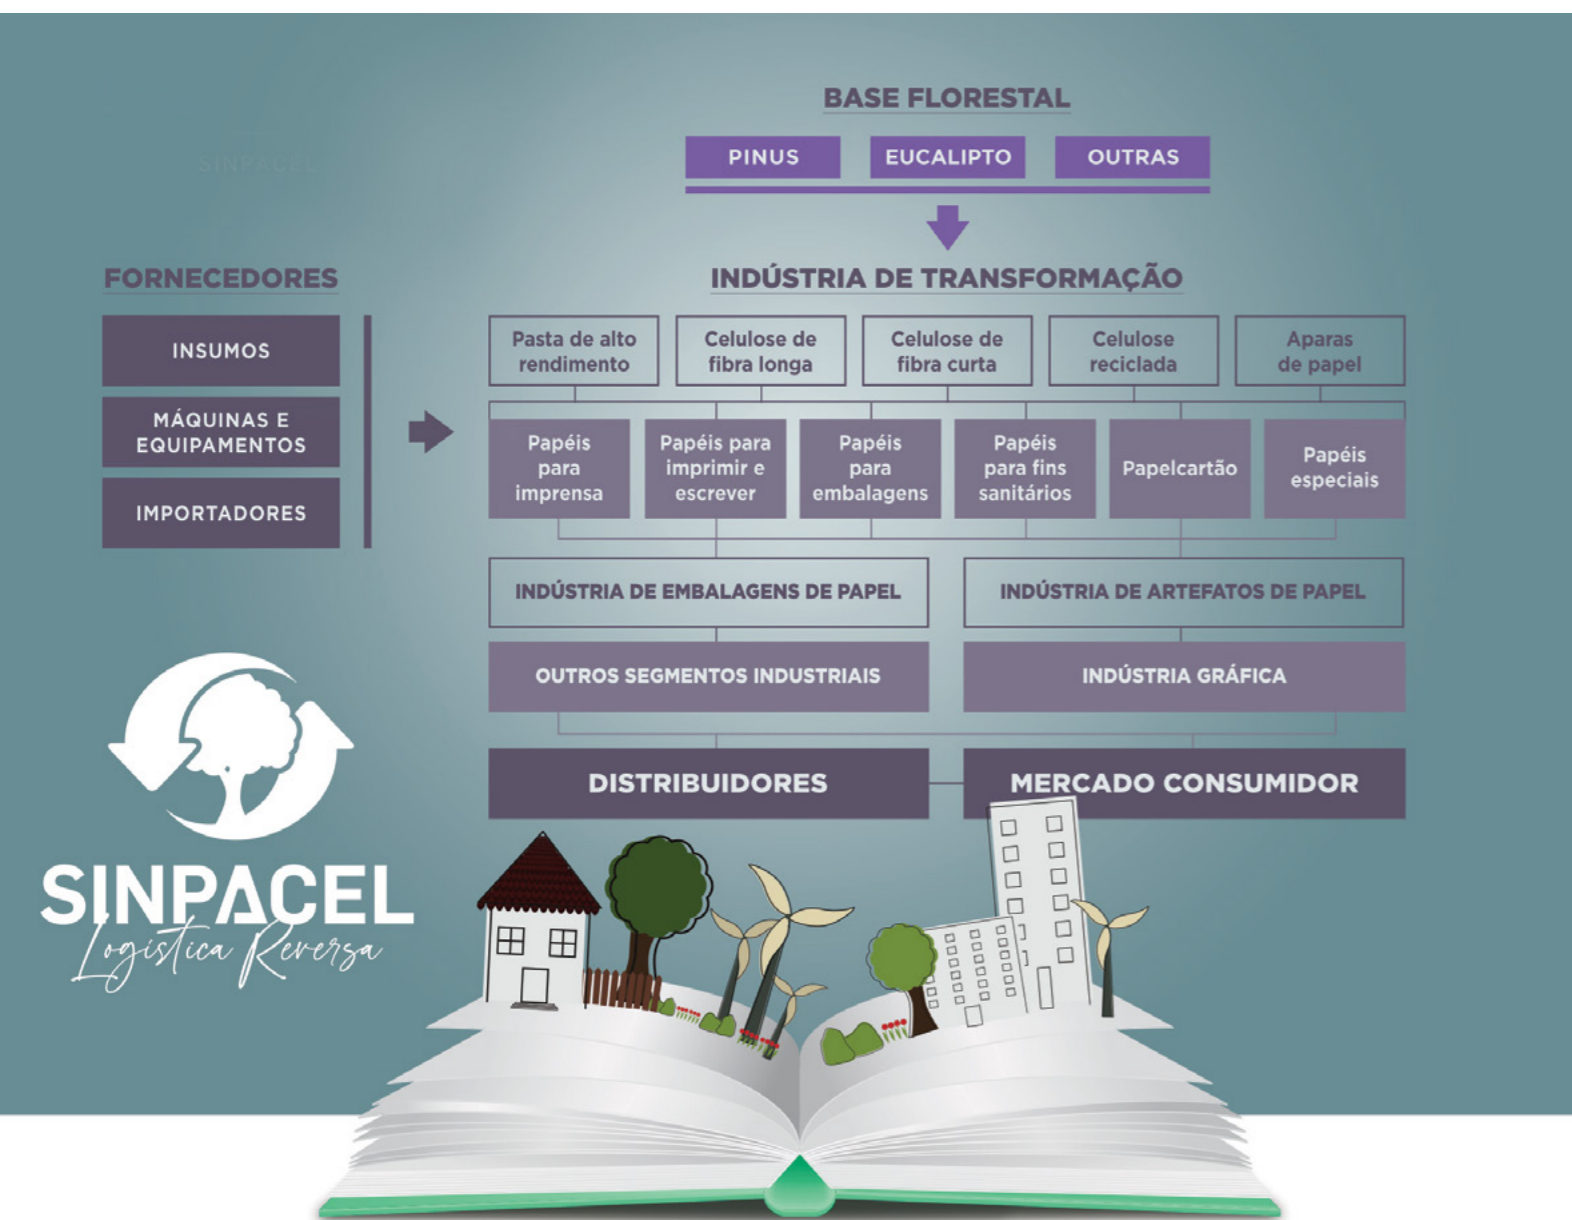 BASE FLORESTAL
PINUS
EUCALIPTO
OUTRAS
SINPACEL
FORNECEDORES
INSUMOS
MÁQUINAS E
EQUIPAMENTOS
IMPORTADORES
INDÚSTRIA DE TRANSFORMAÇÃO
Pasta de alto
rendimento
Celulose de
fibra longa
Celulose de
fibra curta
Celulose
reciclada
Aparas
de papel
Papéis
para
imprensa
Papéis para
imprimir e
escrever
Papéis
para
embalagens
Papéis
para fins
sanitários
Papelcartão
Papéis
especiais
INDÚSTRIA DE EMBALAGENS DE PAPEL
INDÚSTRIA DE ARTEFATOS DE PAPEL
OUTROS SEGMENTOS INDUSTRIAIS
INDÚSTRIA GRÁFICA
DISTRIBUIDORES
MERCADO CONSUMIDOR
SINPACEL
Logística Reversa